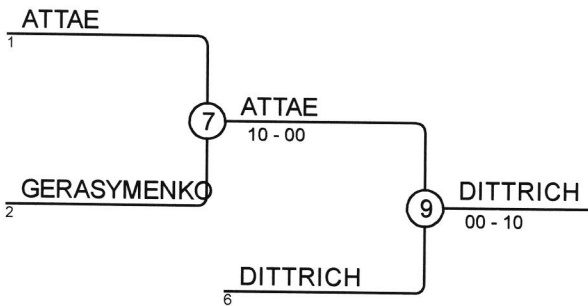 ATTAE
1
7
ATTAE
10 - 00
GERASYMENKO
2
9
DITTRICH
00 - 10
DITTRICH
6